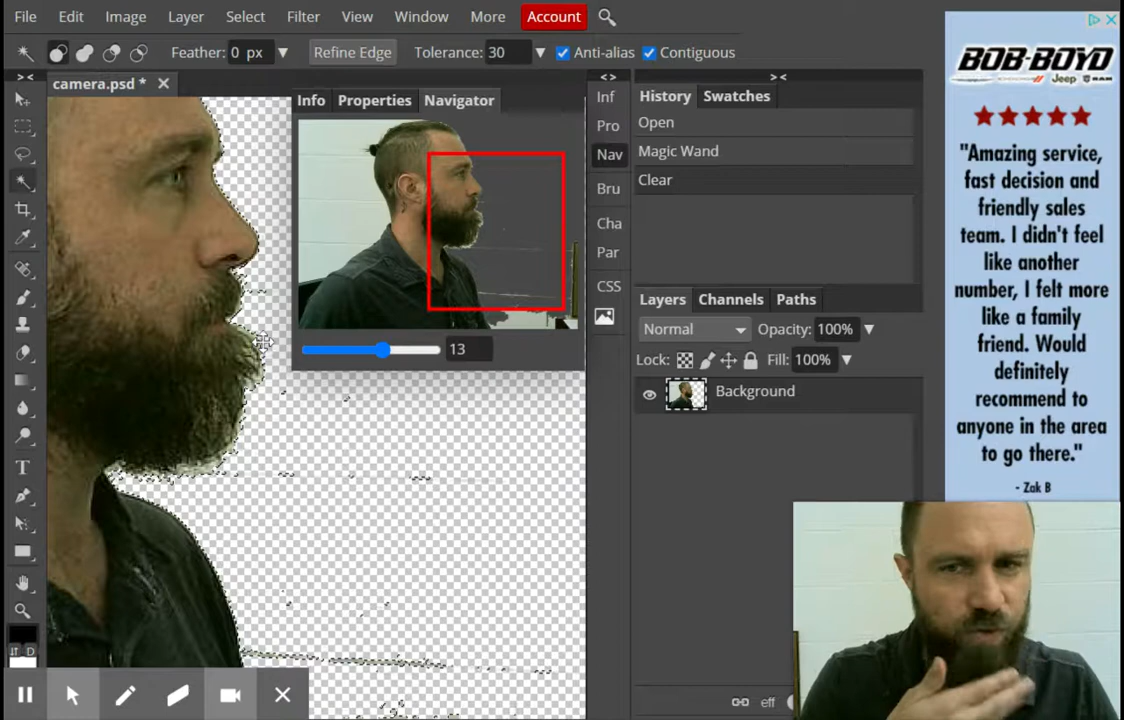 File Edit Image Layer Select Filter View Window More Account
Feather: 0 px Refine Edge Tolerance: 30 Anti-alias Contiguous
camera.psd *
Info Properties Navigator
13
Inf
Pro
Nav
Bru
Cha
Par
CSS
History Swatches
Open
Magic Wand
Clear
Layers Channels Paths
Normal Opacity: 100%
Lock: Fill: 100%
Background
eff
T
D
BOB-BOYD
Jeep RAM
"Amazing service,
fast decision and
friendly sales
team. I didn't feel
like another
number, I felt more
like a family
friend. Would
definitely
recommend to
anyone in the area
to go there."
- Zak B